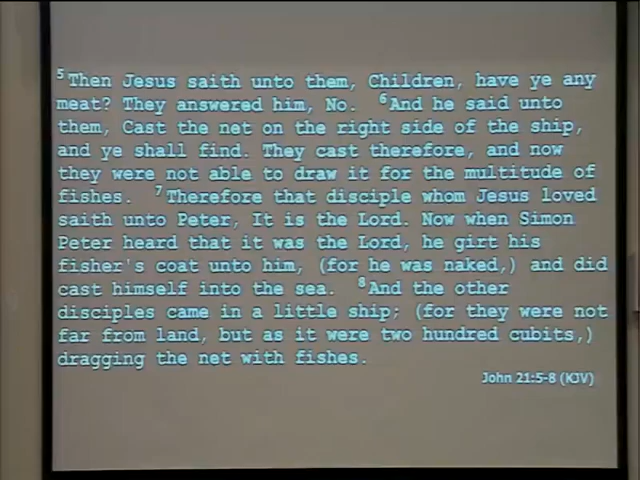 ⁵Then Jesus saith unto them, Children, have ye any
meat? They answered him, No. ⁶And he said unto
them, Cast the net on the right side of the ship,
and ye shall find. They cast therefore, and now
they were not able to draw it for the multitude of
fishes. ⁷Therefore that disciple whom Jesus loved
saith unto Peter, It is the Lord. Now when Simon
Peter heard that it was the Lord, he girt his
fisher's coat unto him, (for he was naked,) and did
cast himself into the sea. ⁸And the other
disciples came in a little ship; (for they were not
far from land, but as it were two hundred cubits,)
dragging the net with fishes.
John 21:5-8 (KJV)